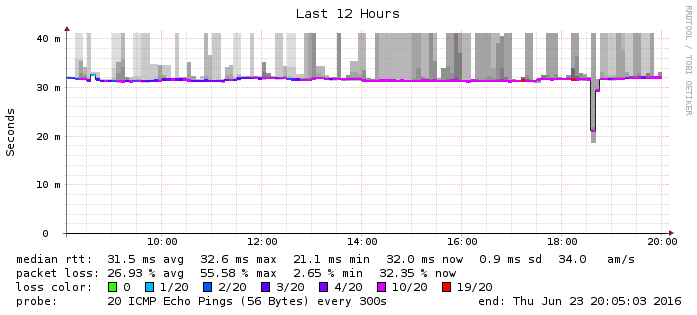 Last 12 Hours
RRDTOOL / TOBI OETIKER
Seconds
40 m
30 m
20 m
10 m
0
10:00 12:00 14:00 16:00 18:00 20:00
median rtt: 31.5 ms avg 32.6 ms max 21.1 ms min 32.0 ms now 0.9 ms sd 34.0 am/s
packet loss: 26.93 % avg 55.58 % max 2.65 % min 32.35 % now
loss color: 0 1/20 2/20 3/20 4/20 10/20 19/20
probe: 20 ICMP Echo Pings (56 Bytes) every 300s end: Thu Jun 23 20:05:03 2016